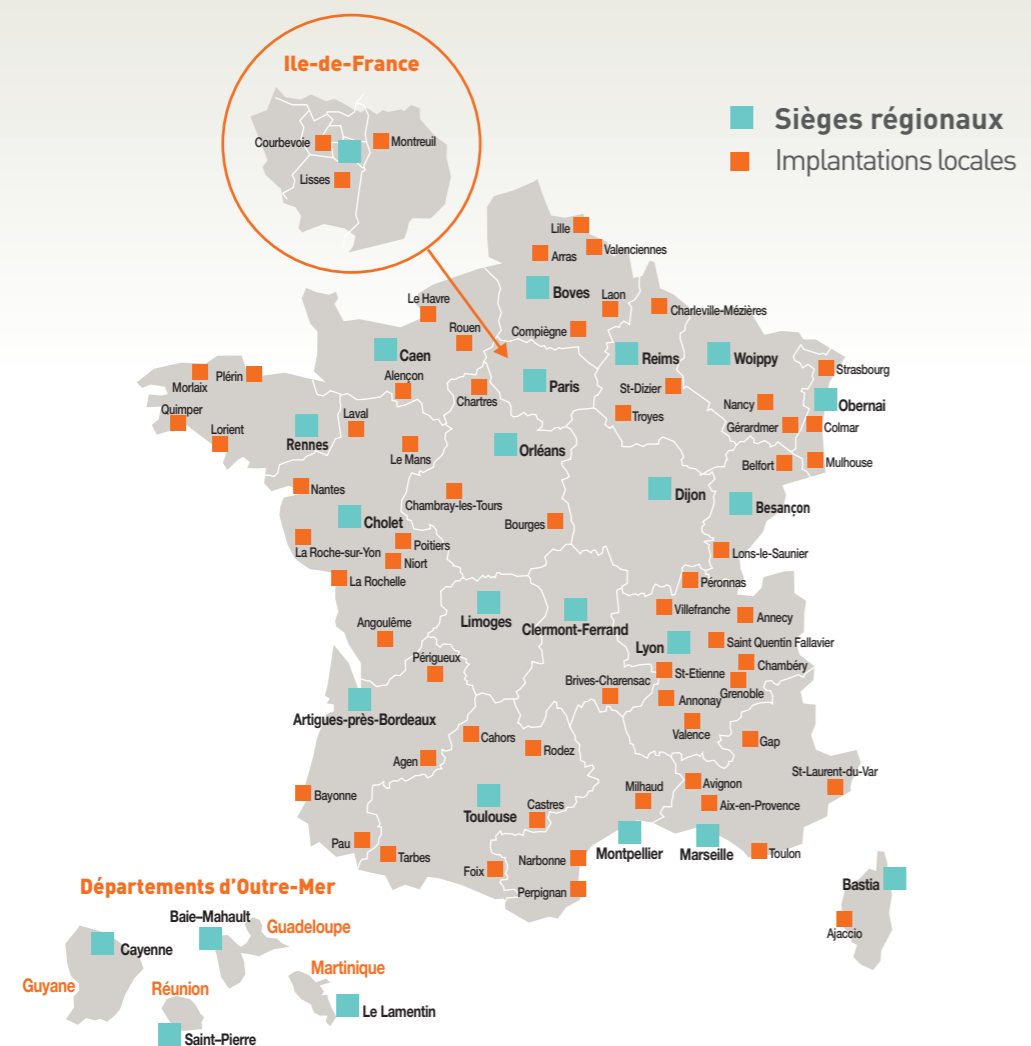 Ile-de-France
Courbevoie
Montreuil
Lisses
Sièges régionaux
Implantations locales
Lille
Valenciennes
Arras
Boves
Laon
Le Havre
Charleville-Mézières
Rouen
Compiègne
Caen
Reims
Woippy
Strasbourg
Plérin
Morlaix
Alençon
Paris
St-Dizier
Chartres
Nancy
Obernai
Quimper
Laval
Troyes
Gérardmer
Colmar
Lorient
Rennes
Orléans
Le Mans
Belfort
Mulhouse
Nantes
Dijon
Chambray-les-Tours
Besançon
Cholet
Bourges
La Roche-sur-Yon
Poitiers
Lons-le-Saunier
Niort
La Rochelle
Péronnas
Villefranche
Annecy
Limoges
Clermont-Ferrand
Angoulême
Lyon
Saint Quentin Fallavier
Périgueux
Chambéry
St-Etienne
Brives-Charensac
Grenoble
Annonay
Artigues-près-Bordeaux
Valence
Cahors
Gap
Rodez
Agen
St-Laurent-du-Var
Avignon
Milhaud
Bayonne
Castres
Aix-en-Provence
Toulouse
Pau
Tarbes
Montpellier
Marseille
Toulon
Narbonne
Foix
Bastia
Perpignan
Ajaccio
Départements d'Outre-Mer
Baie–Mahault
Guadeloupe
Cayenne
Martinique
Guyane
Réunion
Le Lamentin
Saint–Pierre